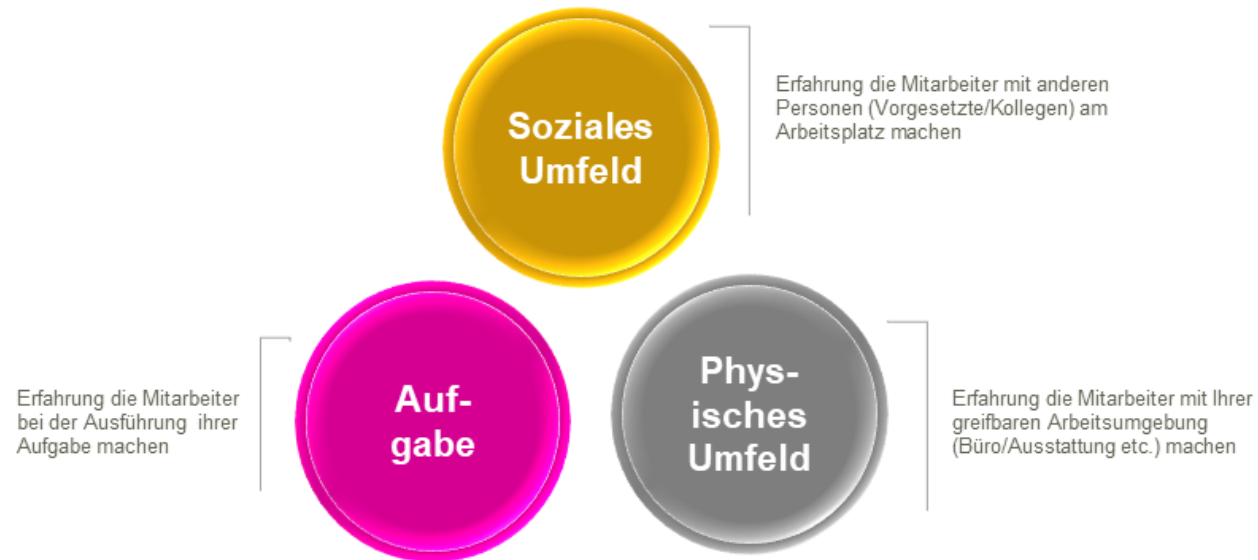 Soziales
Umfeld
Erfahrung die Mitarbeiter mit anderen
Personen (Vorgesetzte/Kollegen) am
Arbeitsplatz machen
Erfahrung die Mitarbeiter
bei der Ausführung ihrer
Aufgabe machen
Auf-
gabe
Phys-
isches
Umfeld
Erfahrung die Mitarbeiter mit Ihrer
greifbaren Arbeitsumgebung
(Büro/Ausstattung etc.) machen